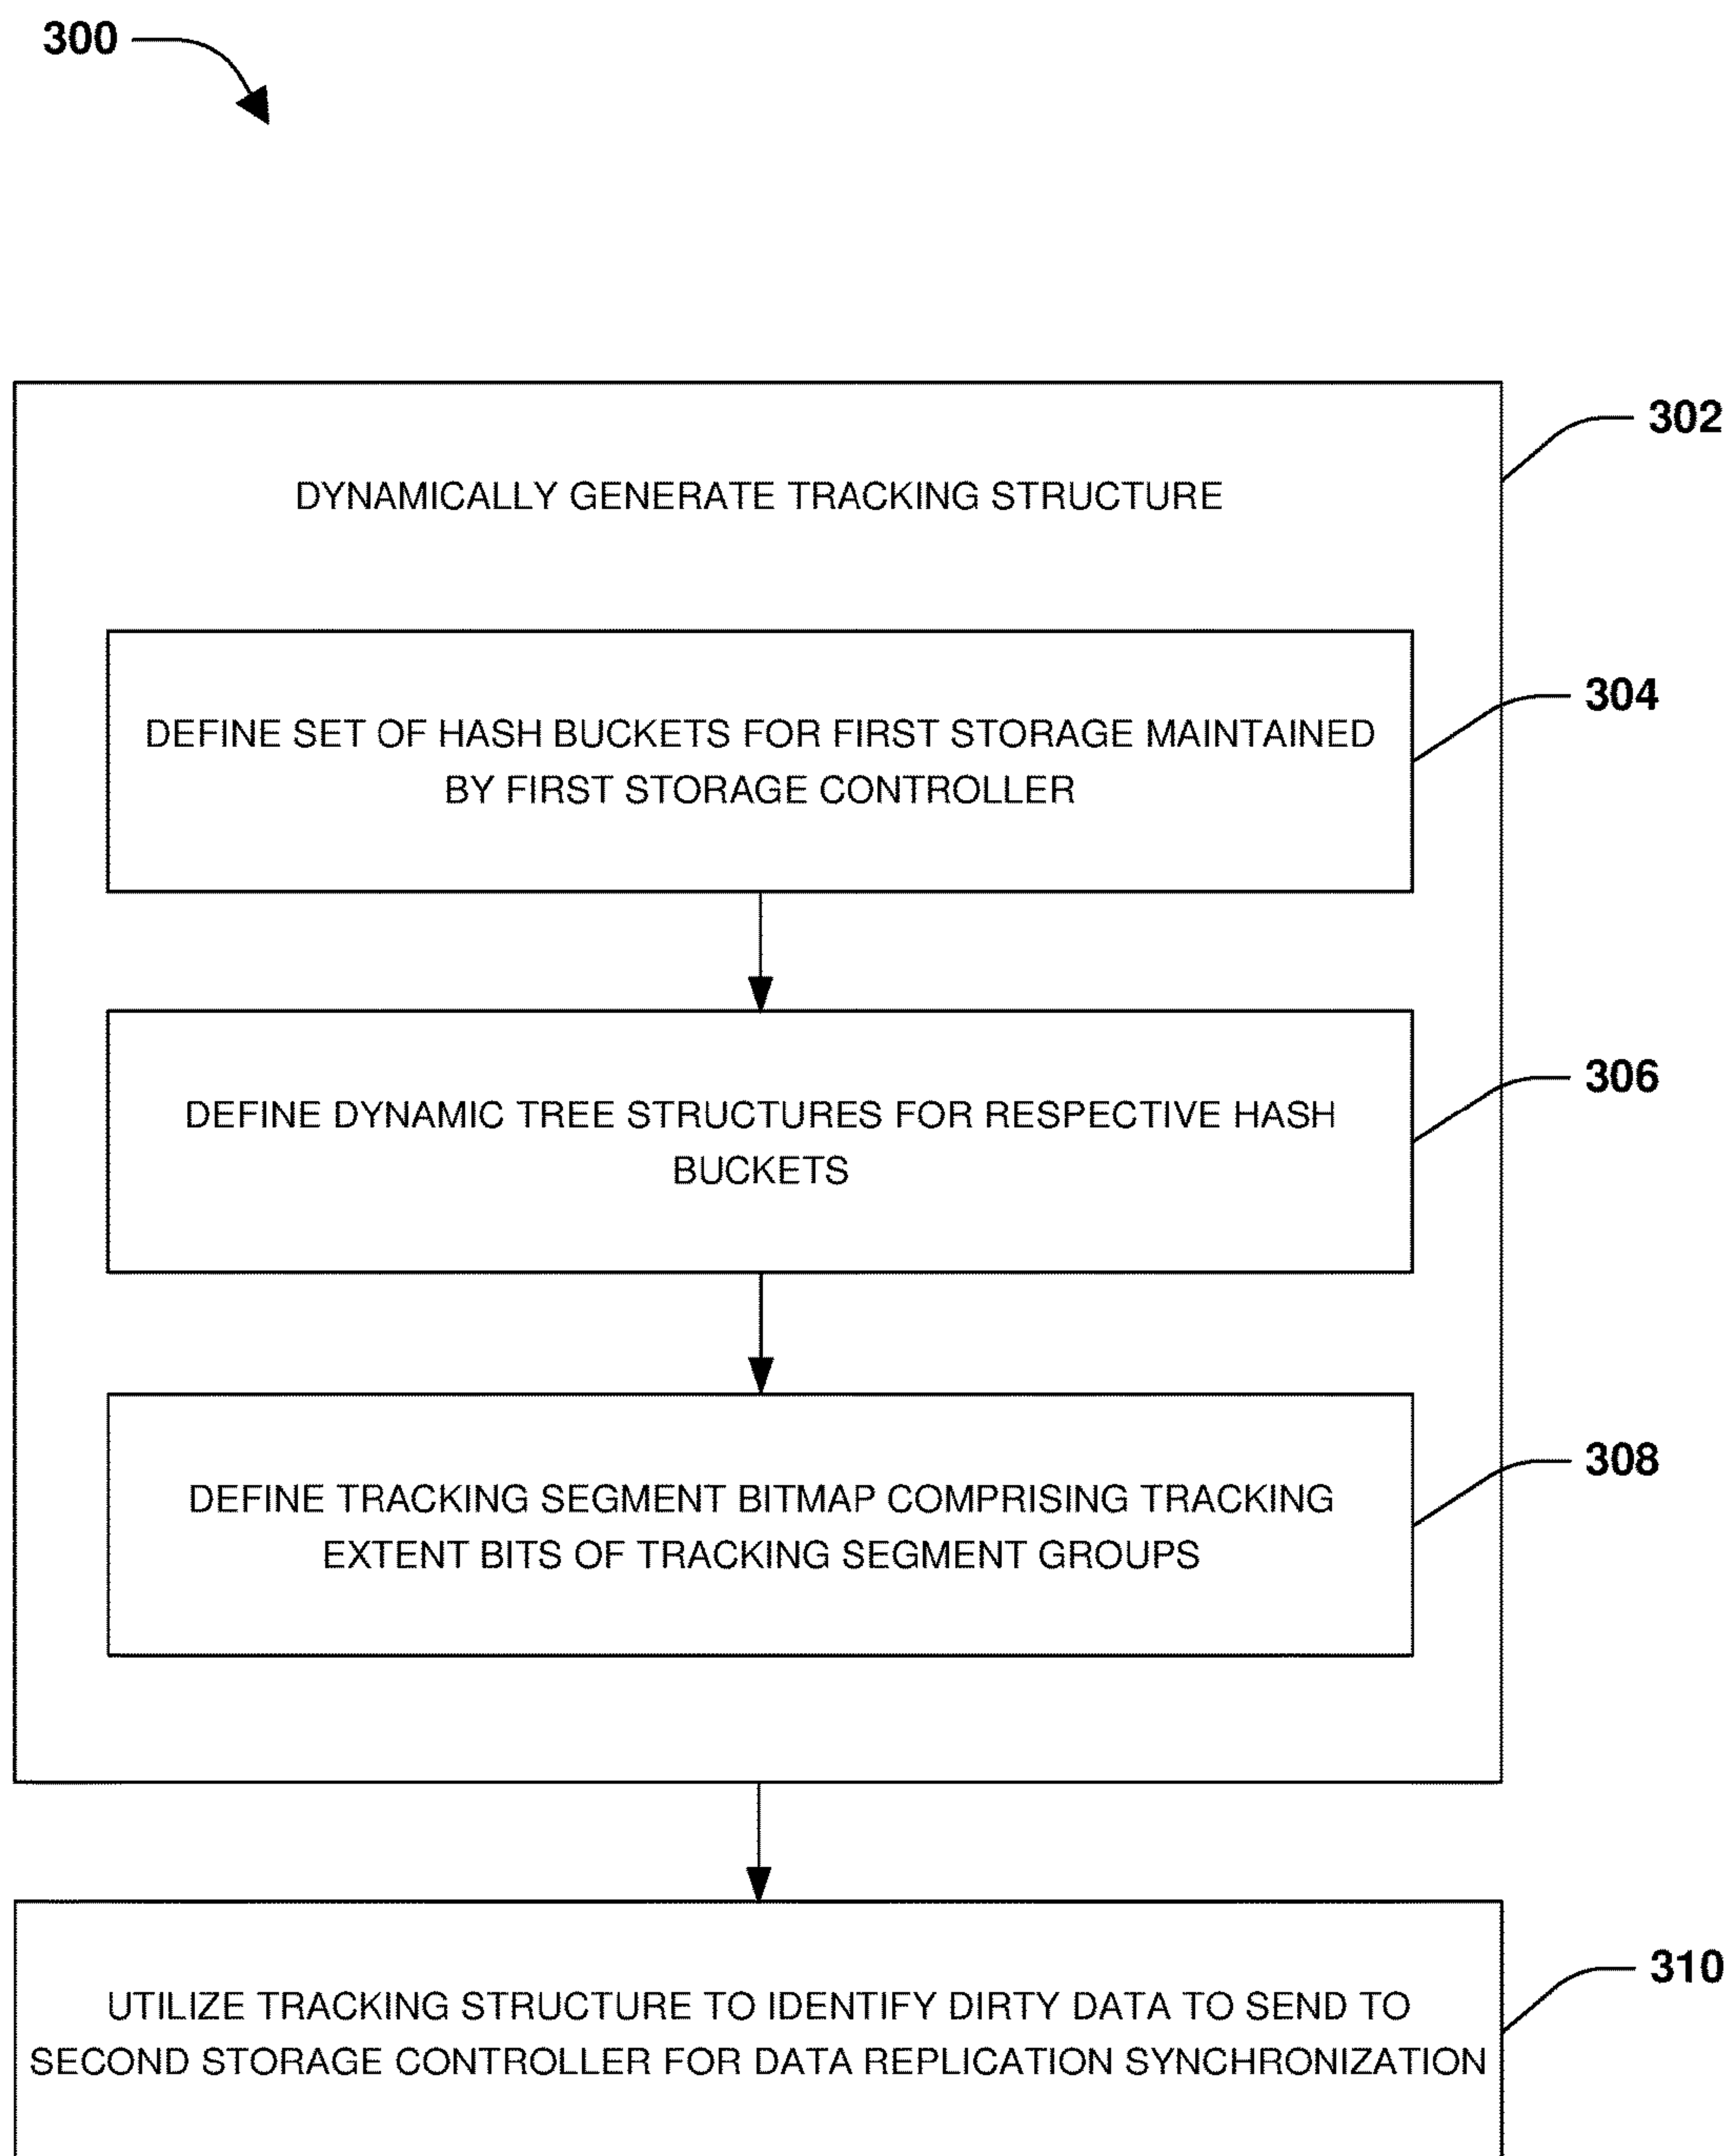 300
302
DYNAMICALLY GENERATE TRACKING STRUCTURE
304
DEFINE SET OF HASH BUCKETS FOR FIRST STORAGE MAINTAINED
BY FIRST STORAGE CONTROLLER
306
DEFINE DYNAMIC TREE STRUCTURES FOR RESPECTIVE HASH
BUCKETS
308
DEFINE TRACKING SEGMENT BITMAP COMPRISING TRACKING
EXTENT BITS OF TRACKING SEGMENT GROUPS
310
UTILIZE TRACKING STRUCTURE TO IDENTIFY DIRTY DATA TO SEND TO
SECOND STORAGE CONTROLLER FOR DATA REPLICATION SYNCHRONIZATION